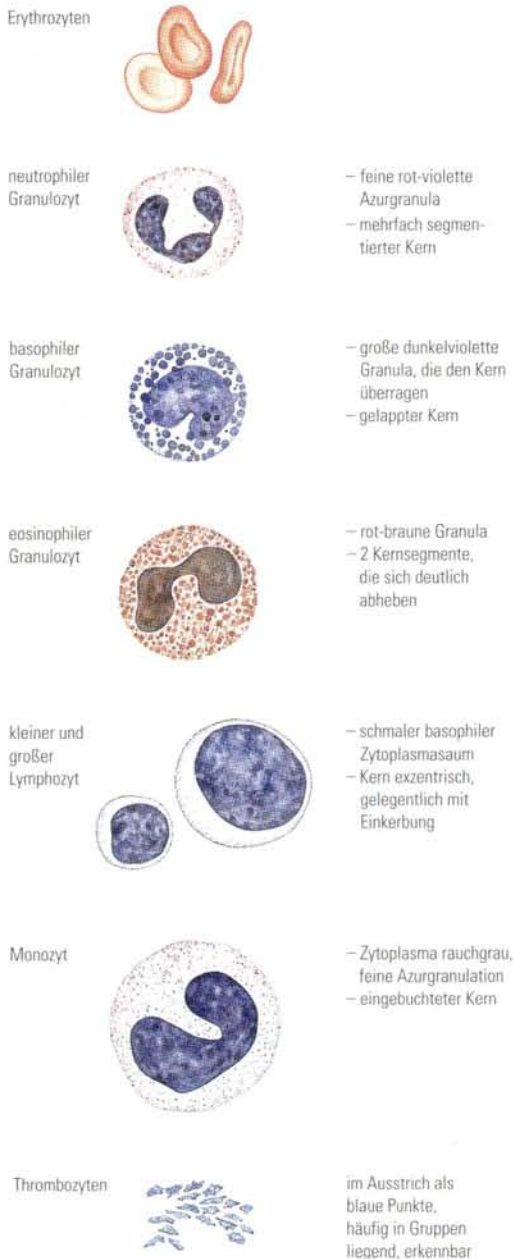 Erythrozyten
neutrophiler
Granulozyt
– feine rot-violette
Azurgranula
– mehrfach segmen-
tierter Kern
basophiler
Granulozyt
– große dunkelviolette
Granula, die den Kern
überragen
– gelappter Kern
eosinophiler
Granulozyt
– rot-braune Granula
– 2 Kernsegmente,
die sich deutlich
abheben
kleiner und
großer
Lymphozyt
– schmaler basophiler
Zytoplasmasaum
– Kern exzentrisch,
gelegentlich mit
Einkerbung
Monozyt
– Zytoplasma rauchgrau,
feine Azurgranulation
– eingebuchteter Kern
Thrombozyten
im Ausstrich als
blaue Punkte,
häufig in Gruppen
liegend, erkennbar